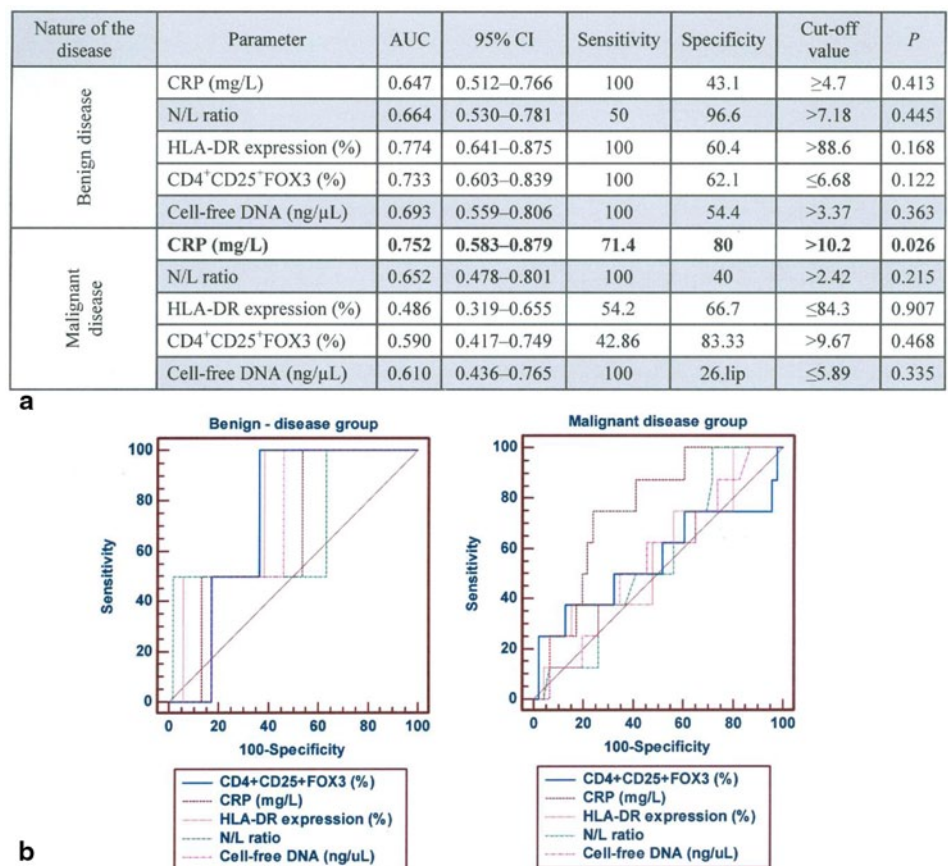 Nature of the disease Parameter AUC 95% CI Sensitivity Specificity Cut-off value P
Benign disease
CRP (mg/L) 0.647 0.512–0.766 100 43.1 ≥4.7 0.413
N/L ratio 0.664 0.530–0.781 50 96.6 >7.18 0.445
HLA-DR expression (%) 0.774 0.641–0.875 100 60.4 >88.6 0.168
CD4⁺CD25⁺FOX3 (%) 0.733 0.603–0.839 100 62.1 ≤6.68 0.122
Cell-free DNA (ng/µL) 0.693 0.559–0.806 100 54.4 >3.37 0.363
Malignant disease
CRP (mg/L) 0.752 0.583–0.879 71.4 80 >10.2 0.026
N/L ratio 0.652 0.478–0.801 100 40 >2.42 0.215
HLA-DR expression (%) 0.486 0.319–0.655 54.2 66.7 ≤84.3 0.907
CD4⁺CD25⁺FOX3 (%) 0.590 0.417–0.749 42.86 83.33 >9.67 0.468
Cell-free DNA (ng/µL) 0.610 0.436–0.765 100 26.lip ≤5.89 0.335
a
Benign - disease group
Sensitivity
100
80
60
40
20
0
0 20 40 60 80 100
100-Specificity
CD4+CD25+FOX3 (%)
CRP (mg/L)
HLA-DR expression (%)
N/L ratio
Cell-free DNA (ng/uL)
Malignant disease group
Sensitivity
100
80
60
40
20
0
0 20 40 60 80 100
100-Specificity
CD4+CD25+FOX3 (%)
CRP (mg/L)
HLA-DR expression (%)
N/L ratio
Cell-free DNA (ng/uL)
b